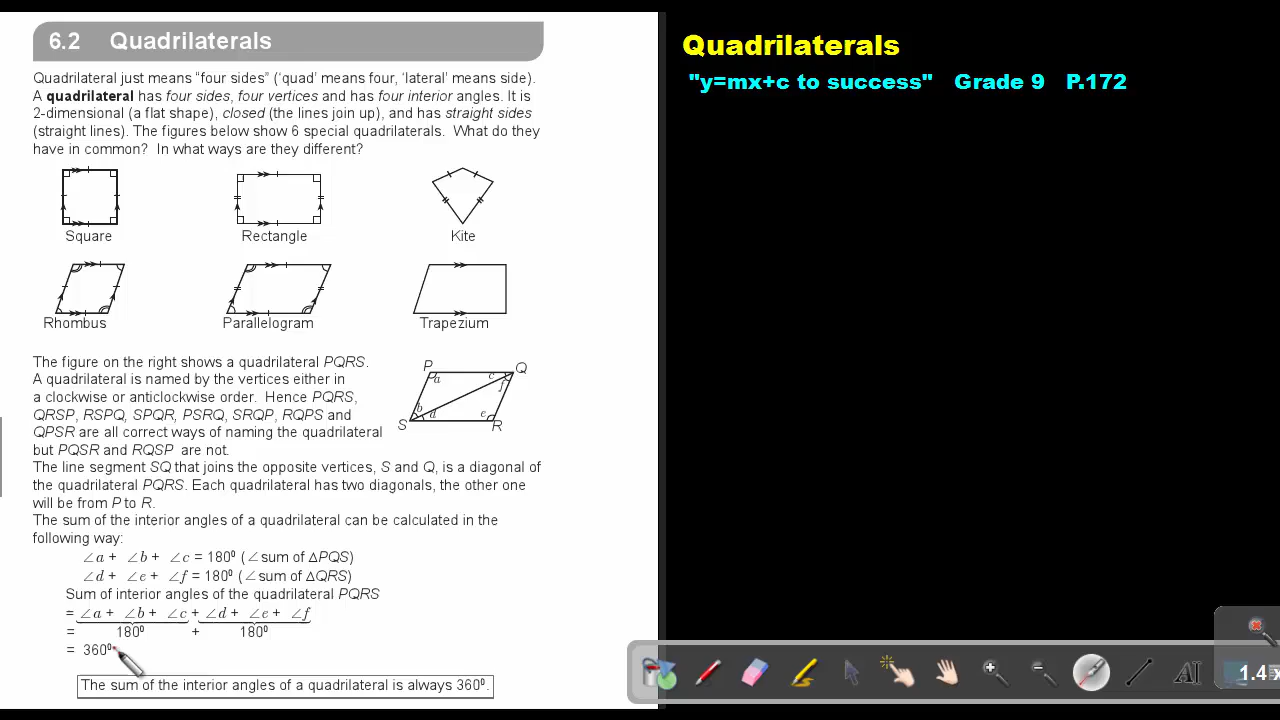 6.2 Quadrilaterals
Quadrilateral just means “four sides” (‘quad’ means four, ‘lateral’ means side).
A quadrilateral has four sides, four vertices and has four interior angles. It is
2-dimensional (a flat shape), closed (the lines join up), and has straight sides
(straight lines). The figures below show 6 special quadrilaterals. What do they
have in common? In what ways are they different?
Square
Rectangle
Kite
Rhombus
Parallelogram
Trapezium
The figure on the right shows a quadrilateral PQRS.
A quadrilateral is named by the vertices either in
a clockwise or anticlockwise order. Hence PQRS,
QRSP, RSPQ, SPQR, PSRQ, SRQP, RQPS and
QPSR are all correct ways of naming the quadrilateral
but PQSR and RQSP are not.
P
Q
a
c
f
b
d
e
S
R
The line segment SQ that joins the opposite vertices, S and Q, is a diagonal of
the quadrilateral PQRS. Each quadrilateral has two diagonals, the other one
will be from P to R.
The sum of the interior angles of a quadrilateral can be calculated in the
following way:
∠a + ∠b + ∠c = 180⁰ (∠sum of ΔPQS)
∠d + ∠e + ∠f = 180⁰ (∠sum of ΔQRS)
Sum of interior angles of the quadrilateral PQRS
= ∠a + ∠b + ∠c + ∠d + ∠e + ∠f
= 180⁰ + 180⁰
= 360⁰
The sum of the interior angles of a quadrilateral is always 360⁰.
Quadrilaterals
"y=mx+c to success" Grade 9 P.172
AI
1.4 x